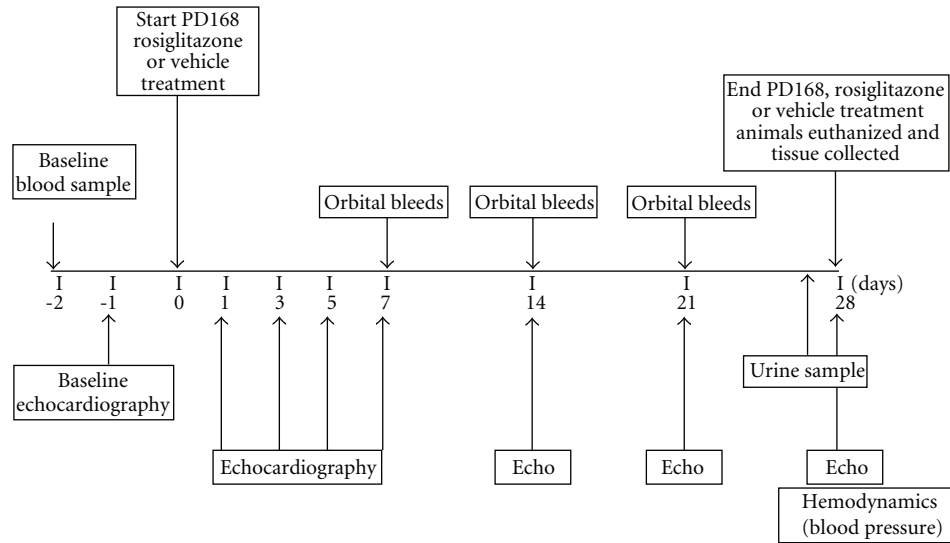 Start PD168
rosiglitazone
or vehicle
treatment
End PD168, rosiglitazone
or vehicle treatment
animals euthanized and
tissue collected
Baseline
blood sample
Orbital bleeds
Orbital bleeds
Orbital bleeds
I I I I I I I I I I (days)
-2 -1 0 1 3 5 7 14 21 28
Baseline
echocardiography
Urine sample
Echocardiography
Echo
Echo
Echo
Hemodynamics
(blood pressure)